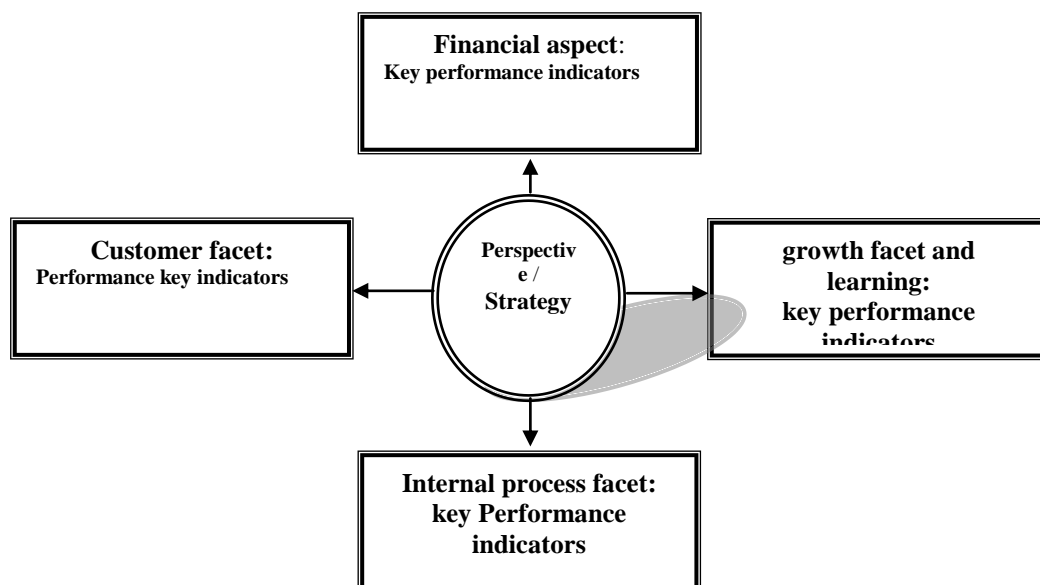 Financial aspect:
Key performance indicators
Customer facet:
Performance key indicators
Perspectiv
e /
Strategy
growth facet and
learning:
key performance
indicators
Internal process facet:
key Performance
indicators